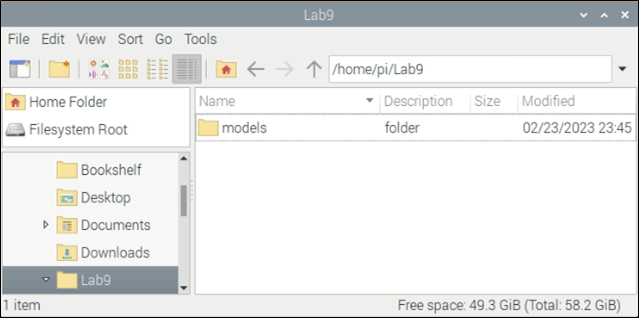 Lab9
File Edit View Sort Go Tools
/home/pi/Lab9
Home Folder
Filesystem Root
Bookshelf
Desktop
Documents
Downloads
Lab9
Name Description Size Modified
models folder 02/23/2023 23:45
1 item Free space: 49.3 GiB (Total: 58.2 GiB)